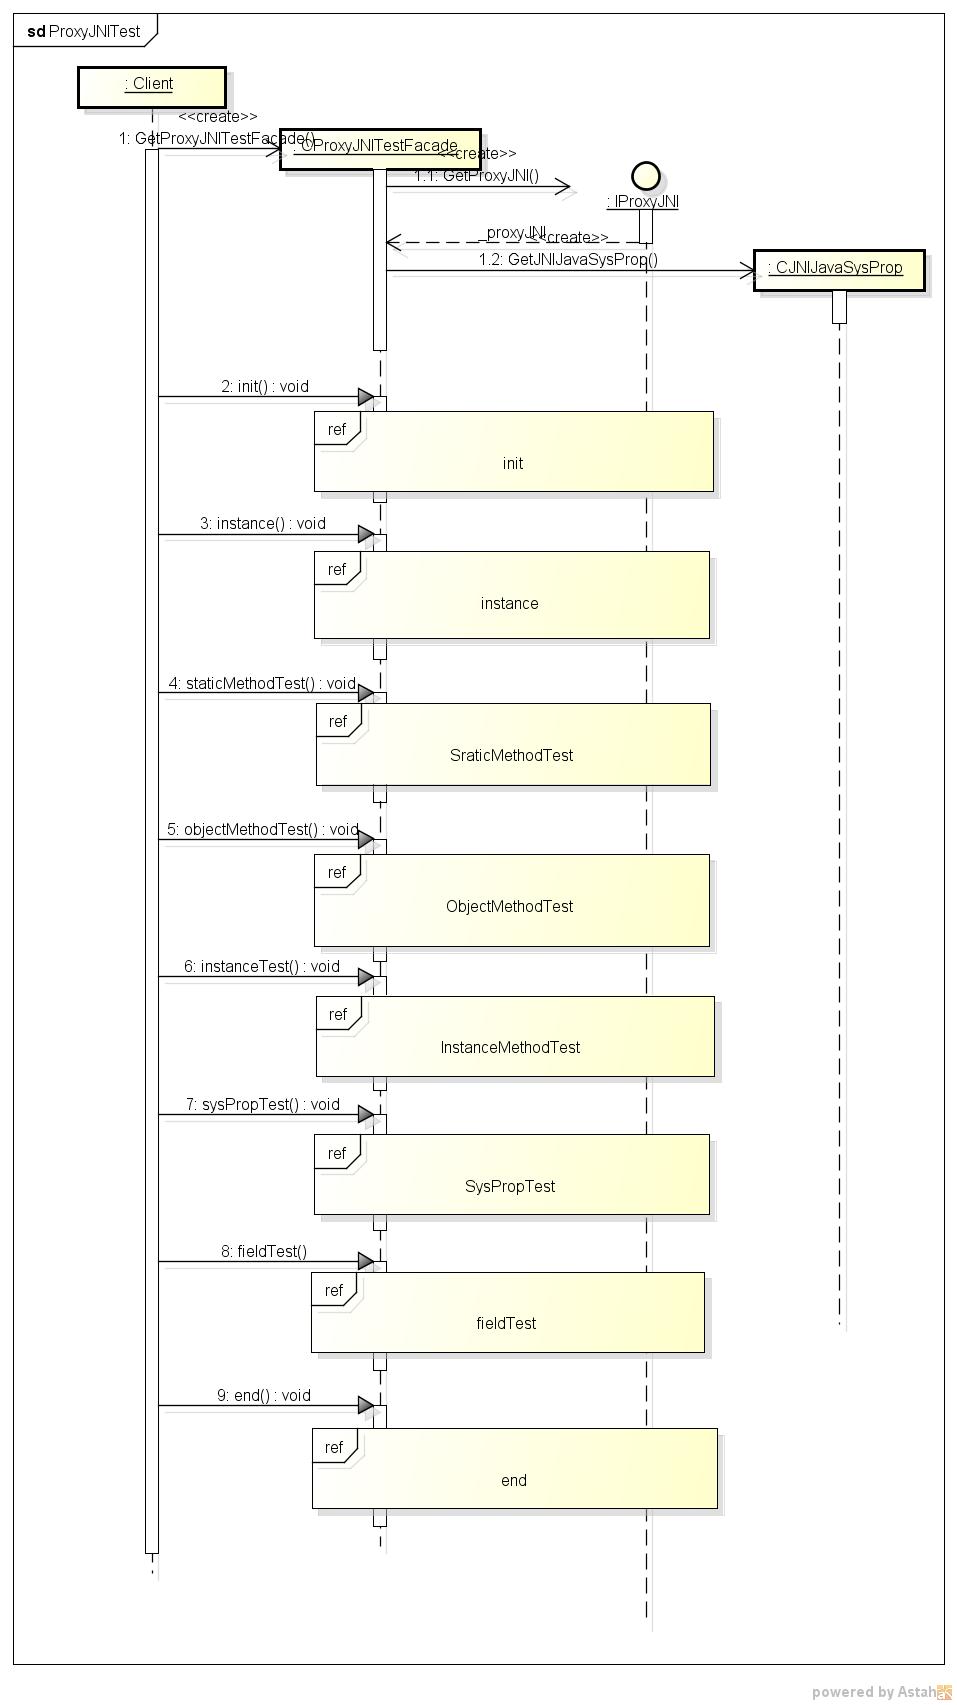 sd ProxyJNITest
: Client
<<create>>
1: GetProxyJNITestFacade()
: CProxyJNITestFacade
<<create>>
1.1: GetProxyJNI()
: IProxyJNI
_proxyJNI
<<create>>
1.2: GetJNIJavaSysProp()
: CJNIJavaSysProp
2: init() : void
ref
init
3: instance() : void
ref
instance
4: staticMethodTest() : void
ref
SraticMethodTest
5: objectMethodTest() : void
ref
ObjectMethodTest
6: instanceTest() : void
ref
InstanceMethodTest
7: sysPropTest() : void
ref
SysPropTest
8: fieldTest()
ref
fieldTest
9: end() : void
ref
end
powered by Astah